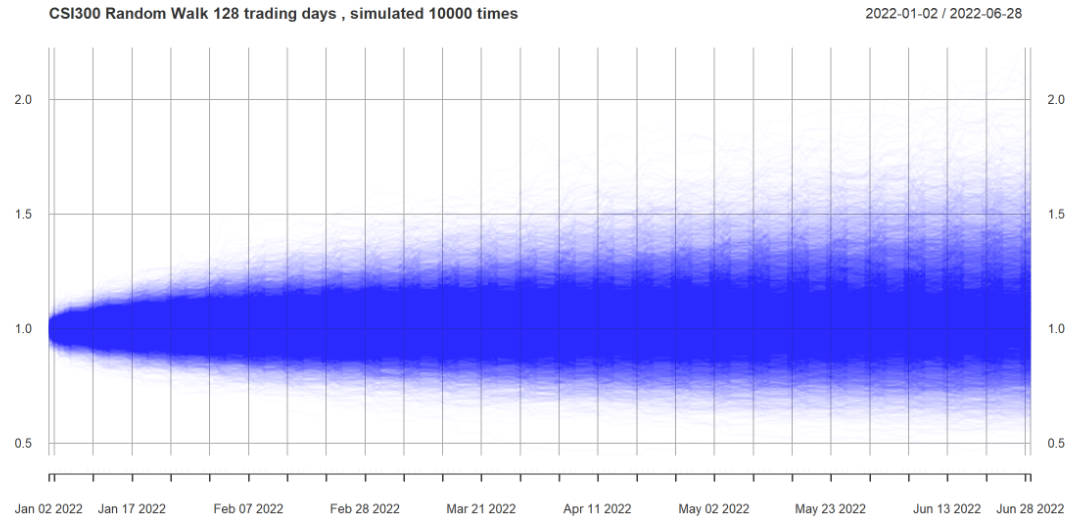 CSI300 Random Walk 128 trading days , simulated 10000 times
2022-01-02 / 2022-06-28
2.0 2.0
1.5 1.5
1.0 1.0
0.5 0.5
Jan 02 2022 Jan 17 2022 Feb 07 2022 Feb 28 2022 Mar 21 2022 Apr 11 2022 May 02 2022 May 23 2022 Jun 13 2022 Jun 28 2022